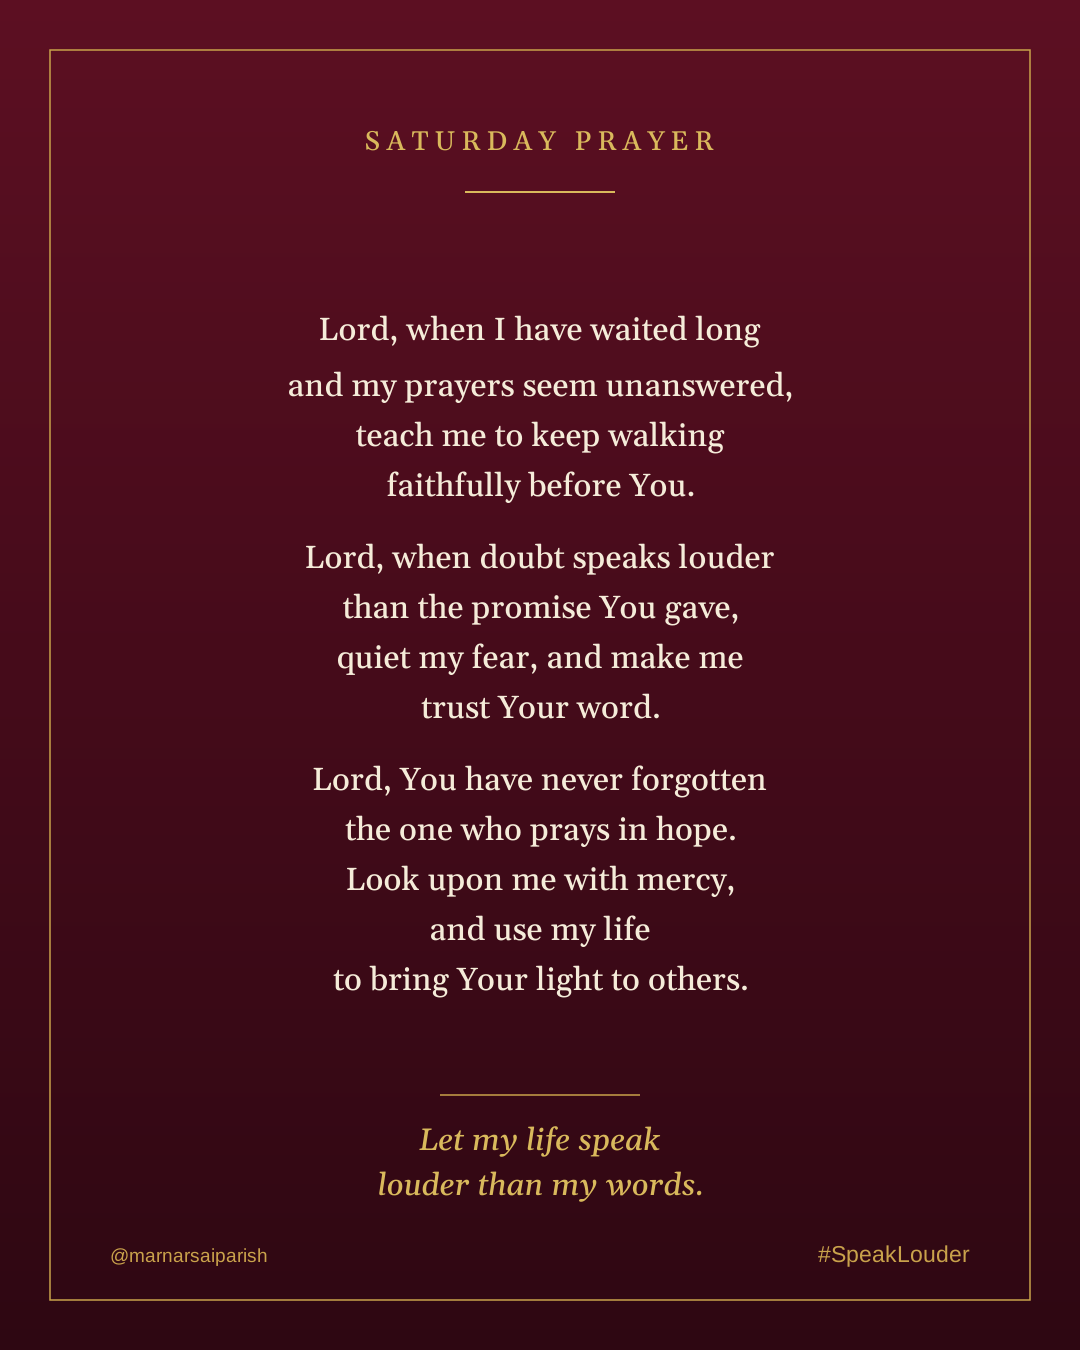 SATURDAY PRAYER
Lord, when I have waited long
and my prayers seem unanswered,
teach me to keep walking
faithfully before You.
Lord, when doubt speaks louder
than the promise You gave,
quiet my fear, and make me
trust Your word.
Lord, You have never forgotten
the one who prays in hope.
Look upon me with mercy,
and use my life
to bring Your light to others.
Let my life speak
louder than my words.
@marnarsaiparish
#SpeakLouder